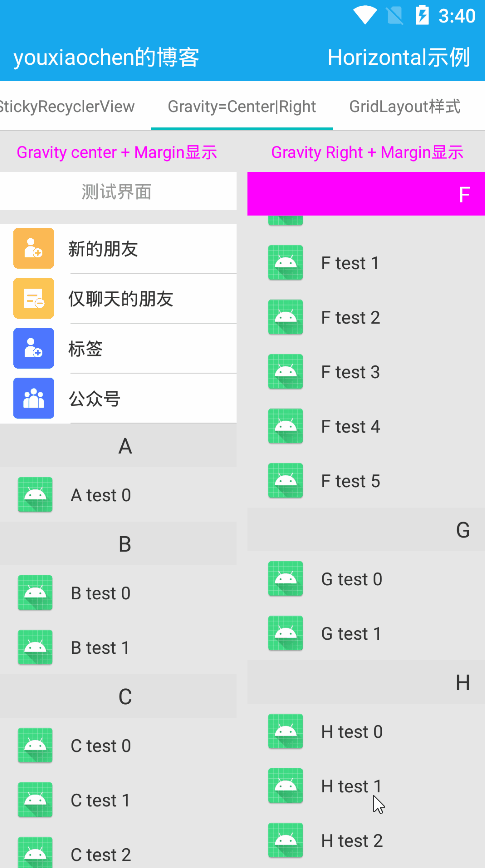 3:40
youxiaochen的博客 Horizontal示例
StickyRecyclerView Gravity=Center|Right GridLayout样式
Gravity center + Margin显示
测试界面
新的朋友
仅聊天的朋友
标签
公众号
A
A test 0
B
B test 0
B test 1
C
C test 0
C test 1
C test 2
Gravity Right + Margin显示
F
F test 1
F test 2
F test 3
F test 4
F test 5
G
G test 0
G test 1
H
H test 0
H test 1
H test 2